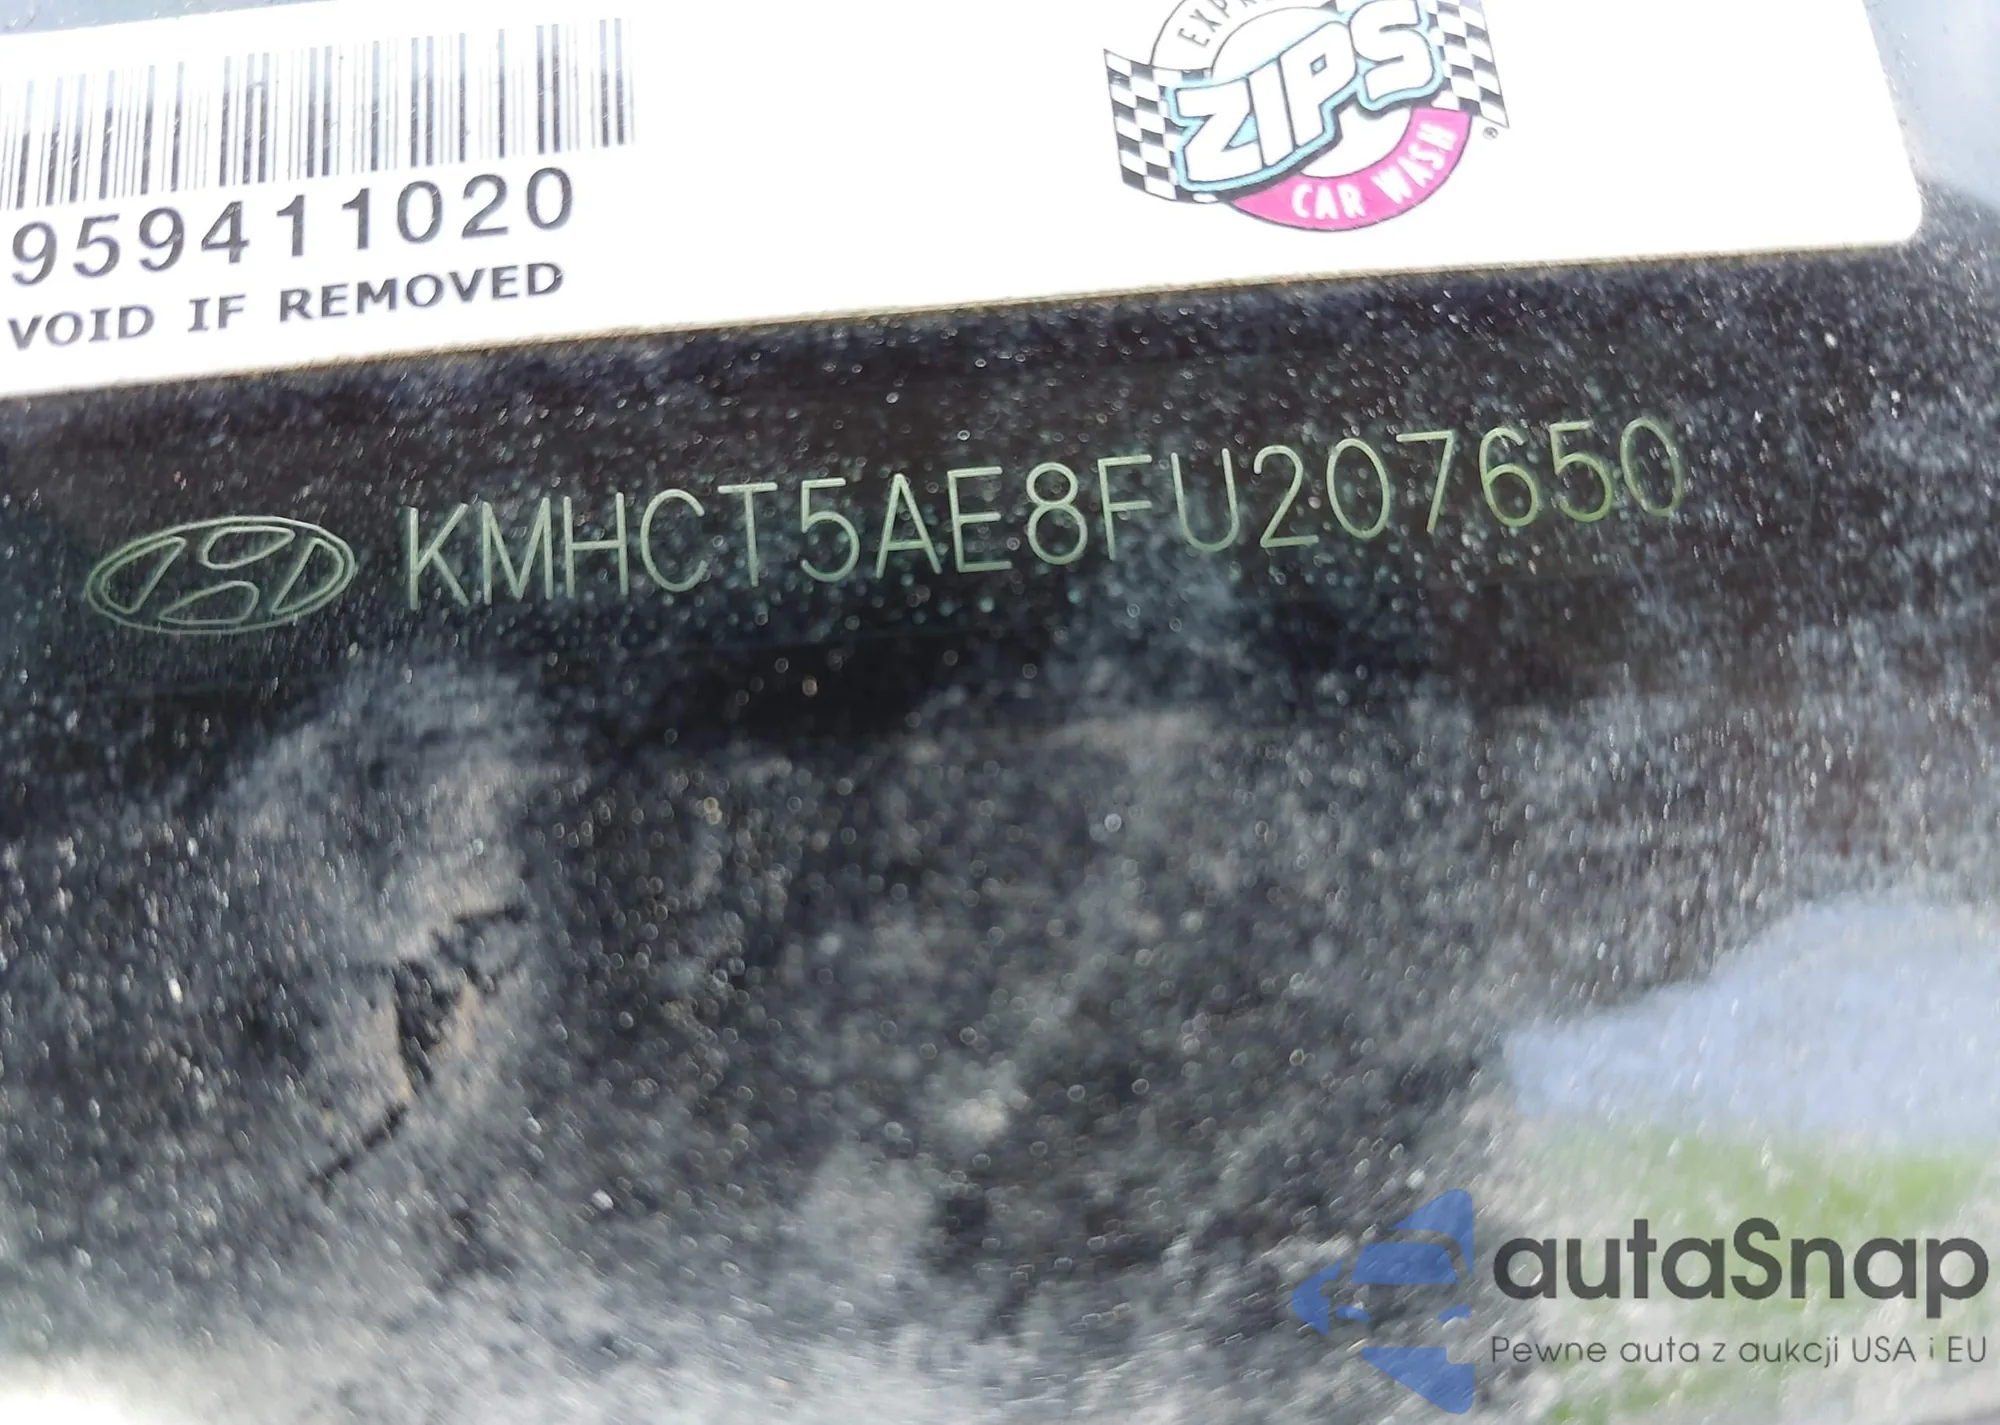 ZIPS
CAR WASH
959411020
VOID IF REMOVED
KMHCT5AE8FU207650
autaSnap
Pewne auta z aukcji USA i EU